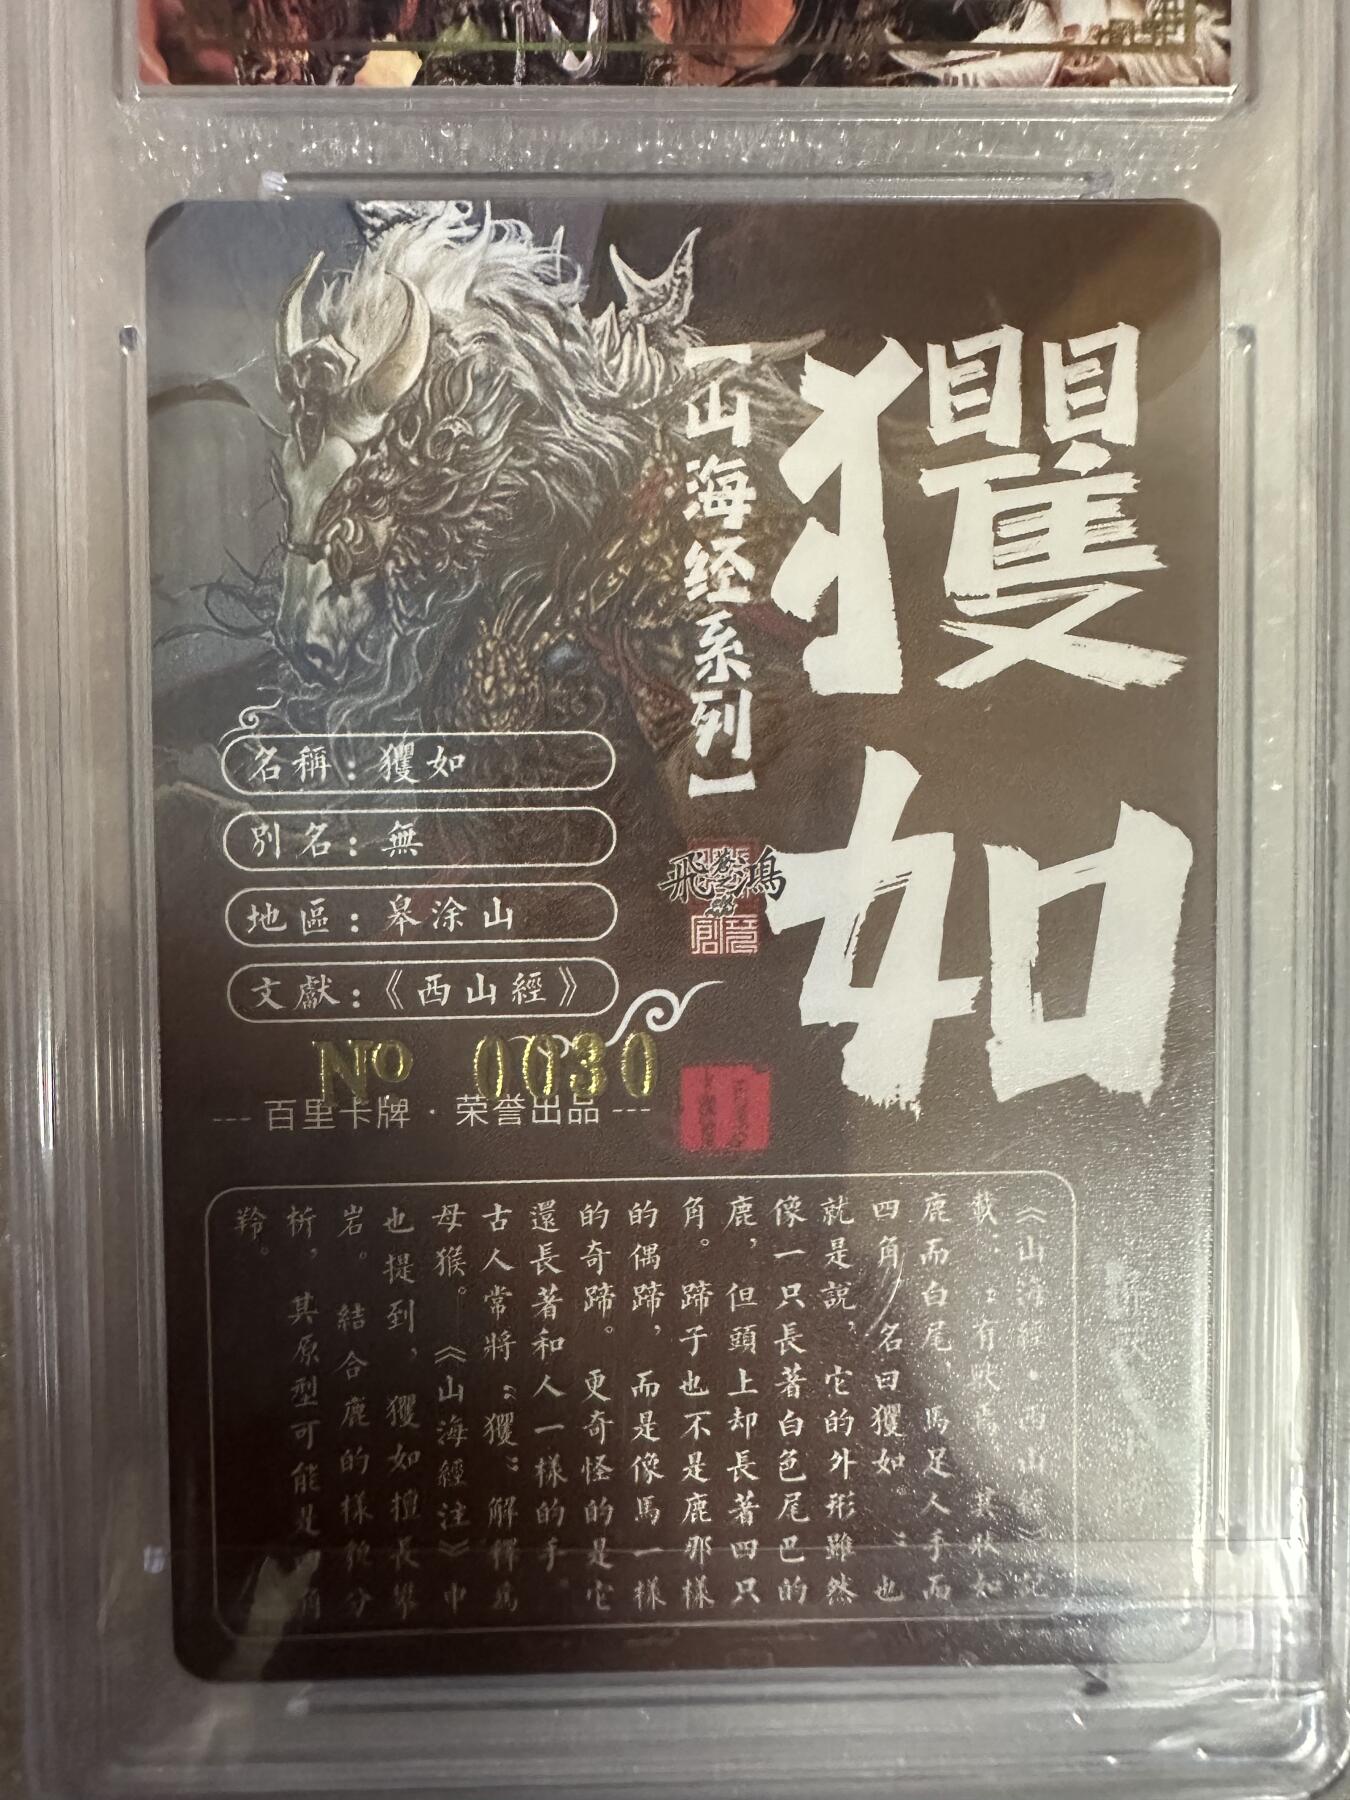 玃如
【山海经系列】
飛鴻
創意
名稱：玃如
別名：無
地區：皋涂山
文獻：《西山經》
No 0030
--- 百里卡牌 · 荣誉出品 ---
《山海經·西山經》記
載：“有獸焉，其狀如
鹿而白尾，馬足人手而
四角，名曰玃如。”也
就是說，它的外形雖然
像一只長著白色尾巴的
鹿，但頭上却長著四只
角。蹄子也不是鹿那樣
的偶蹄，而是像馬一樣
的奇蹄。更奇怪的是它
還長著和人一樣的手
古人常將“玃”解釋爲
母猴。《山海經注》中
也提到，玃如擅長攀
岩。結合鹿的樣貌分
析，其原型可能是四角
羚。